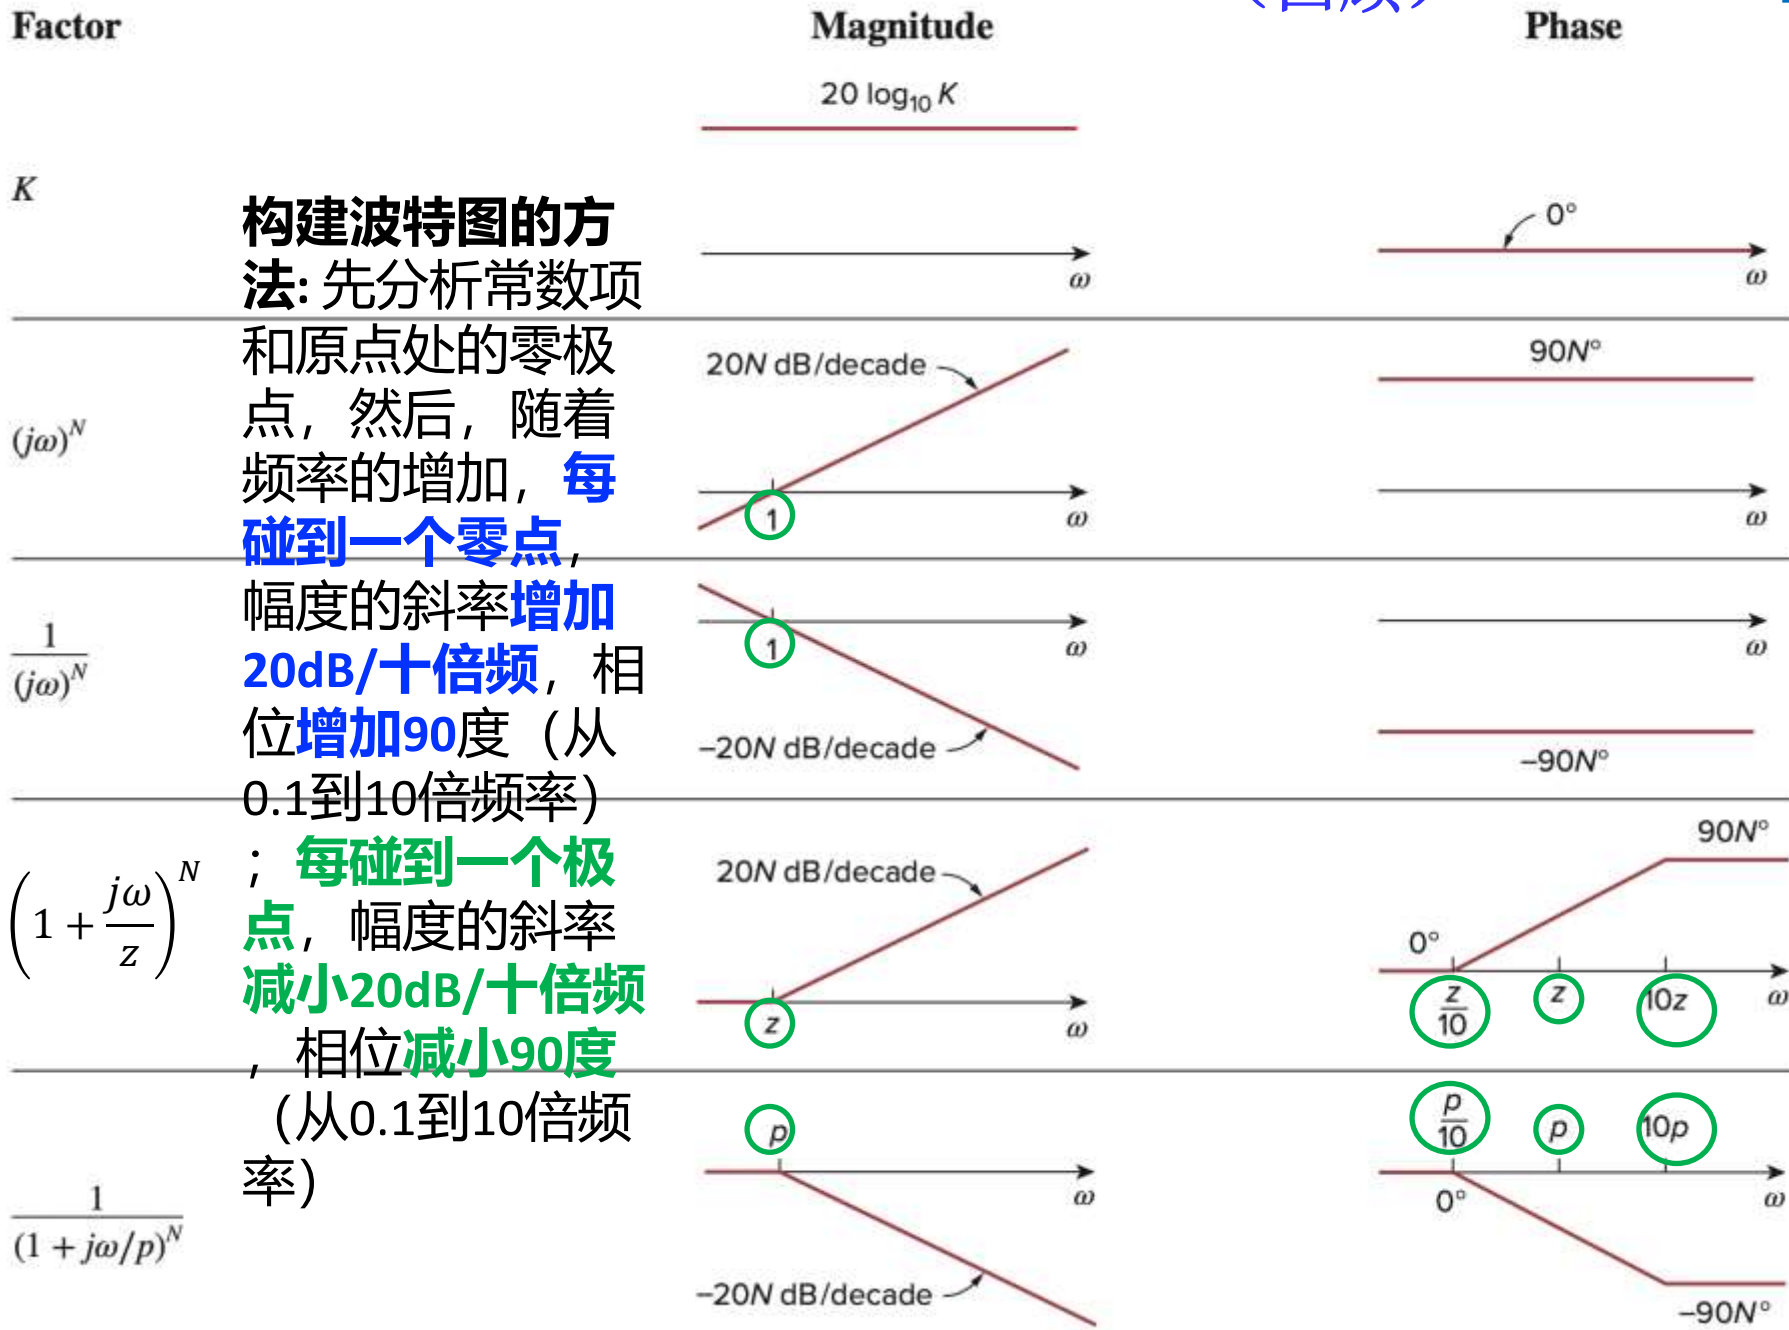 （回顾）
Factor
Magnitude
Phase
20 log₁₀ K
K
0°
ω
ω
构建波特图的方
法: 先分析常数项
和原点处的零极
点，然后，随着
频率的增加，每
碰到一个零点，
幅度的斜率增加
20dB/十倍频，相
位增加90度（从
0.1到10倍频率）
；每碰到一个极
点，幅度的斜率
减小20dB/十倍频
，相位减小90度
（从0.1到10倍频
率）
(jω)^N
20N dB/decade
1
ω
90N°
ω
1/(jω)^N
1
ω
–20N dB/decade
ω
–90N°
(1 + jω/z)^N
20N dB/decade
z
ω
90N°
0°
z/10
z
10z
ω
1/(1 + jω/p)^N
p
ω
–20N dB/decade
p/10
p
10p
0°
ω
–90N°